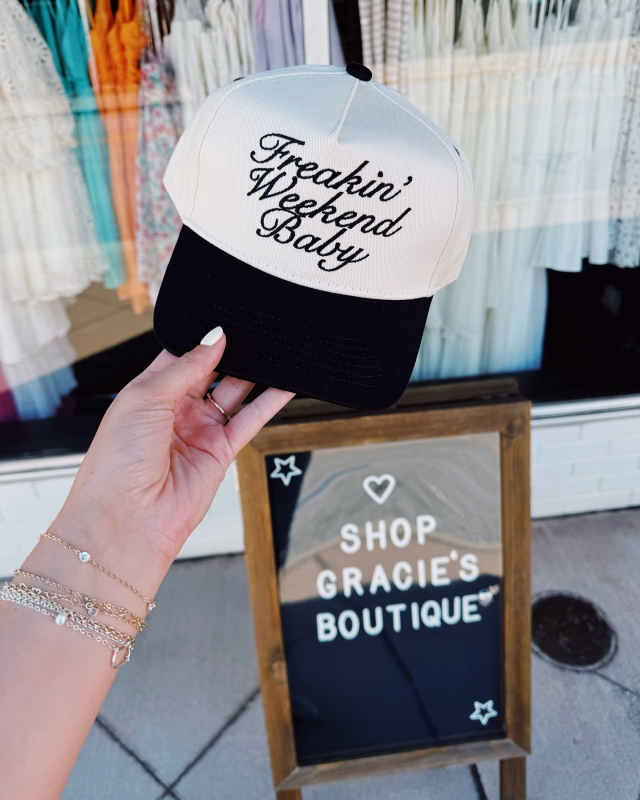 Freakin'
Weekend
Baby
SHOP
GRACIE'S
BOUTIQUE